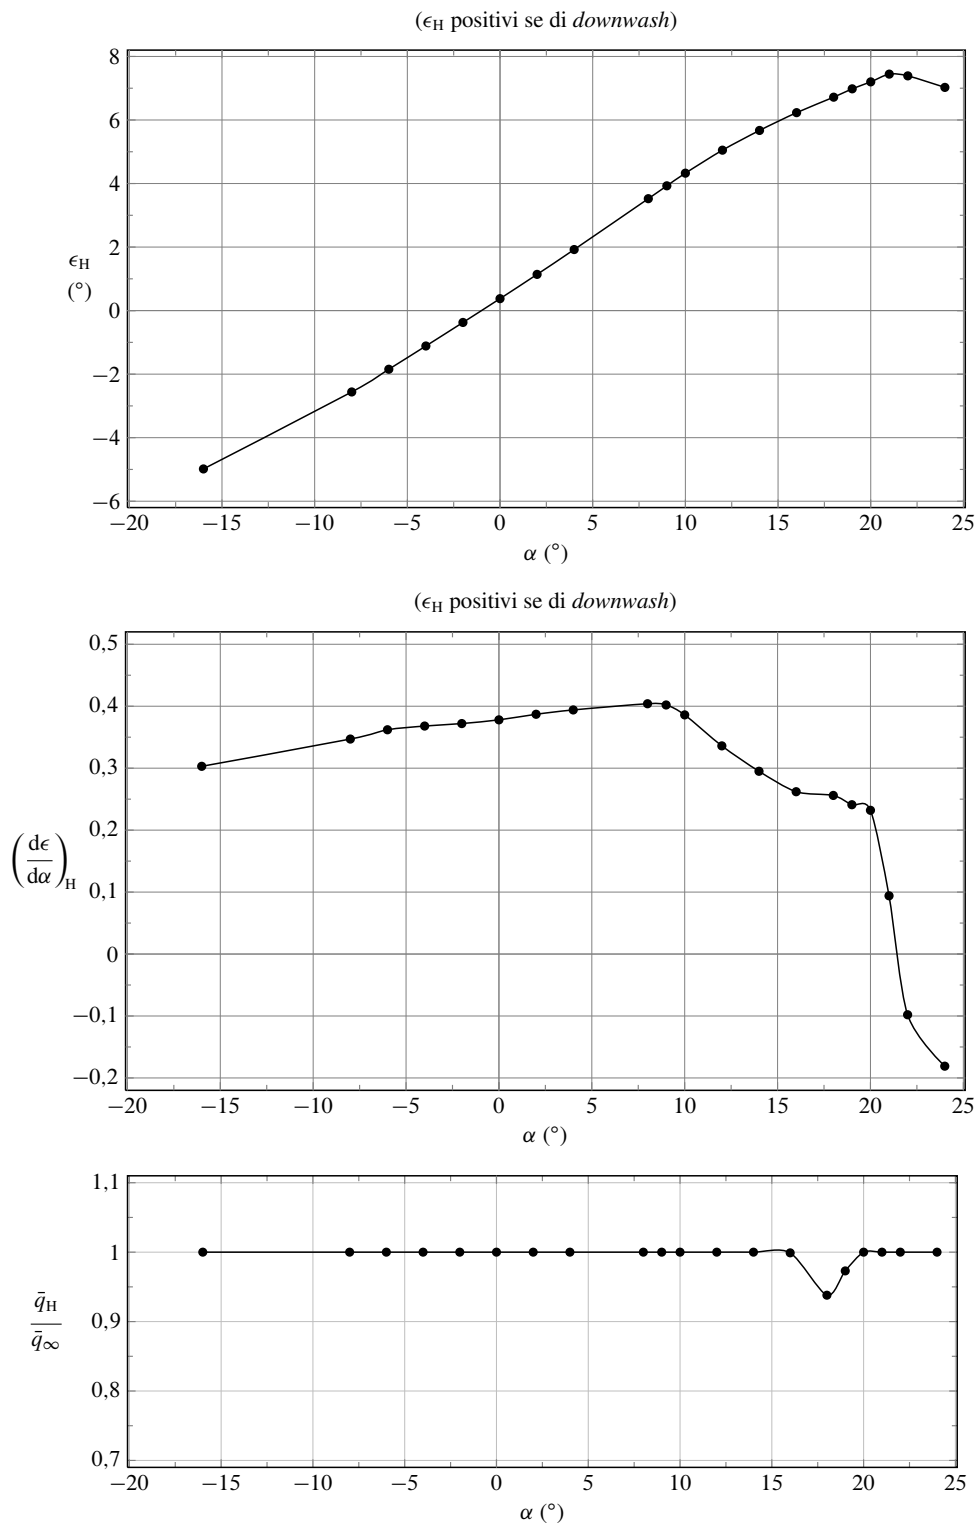 (ϵH positivi se di downwash)
8
6
4
2
0
−2
−4
−6
ϵH
(°)
−20 −15 −10 −5 0 5 10 15 20 25
α (°)
(ϵH positivi se di downwash)
0,5
0,4
0,3
0,2
0,1
0
−0,1
−0,2
(dϵ/dα)H
−20 −15 −10 −5 0 5 10 15 20 25
α (°)
1,1
1
0,9
0,8
0,7
q̄H
q̄∞
−20 −15 −10 −5 0 5 10 15 20 25
α (°)